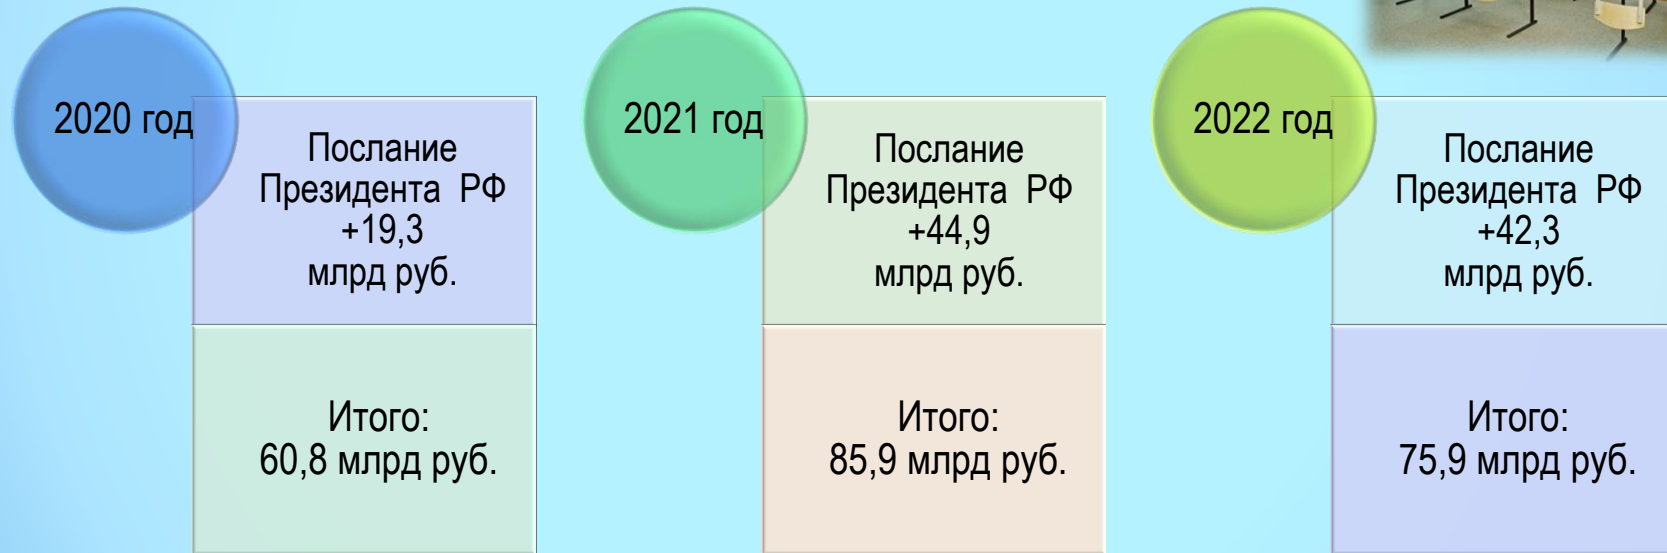 2020 год
Послание
Президента РФ
+19,3
млрд руб.
Итого:
60,8 млрд руб.
2021 год
Послание
Президента РФ
+44,9
млрд руб.
Итого:
85,9 млрд руб.
2022 год
Послание
Президента РФ
+42,3
млрд руб.
Итого:
75,9 млрд руб.